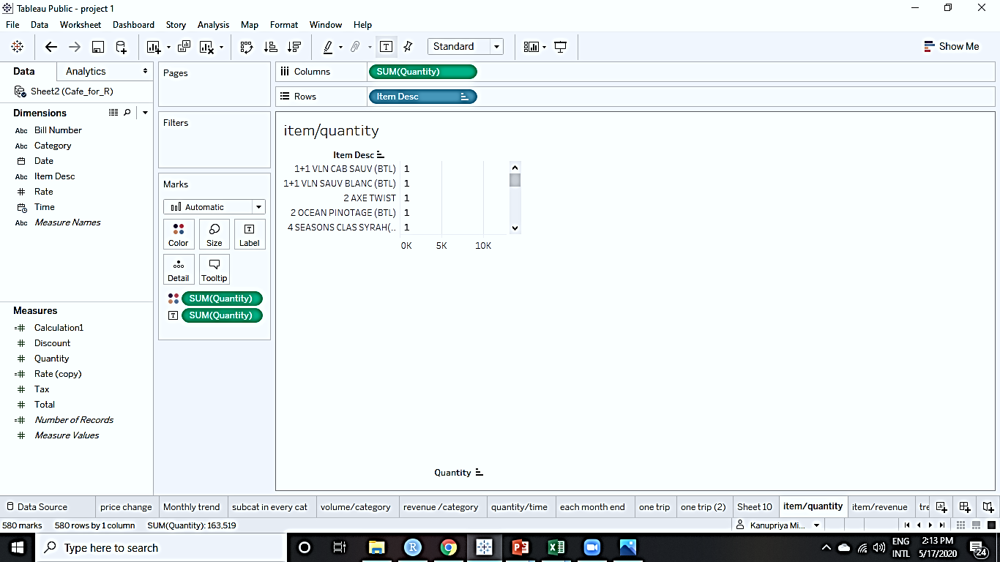 Tableau Public - project 1
File Data Worksheet Dashboard Story Analysis Map Format Window Help
Standard
Show Me
Data Analytics
Sheet2 (Cafe_for_R)
Dimensions
Abc Bill Number
Abc Category
Date
Abc Item Desc
# Rate
Time
Abc Measure Names
Measures
=# Calculation1
# Discount
# Quantity
=# Rate (copy)
# Tax
# Total
=# Number of Records
# Measure Values
Pages
Filters
Marks
Automatic
Color Size Label
Detail Tooltip
SUM(Quantity)
SUM(Quantity)
Columns SUM(Quantity)
Rows Item Desc
item/quantity
Item Desc
1+1 VLN CAB SAUV (BTL) 1
1+1 VLN SAUV BLANC (BTL) 1
2 AXE TWIST 1
2 OCEAN PINOTAGE (BTL) 1
4 SEASONS CLAS SYRAH(.. 1
0K 5K 10K
Quantity
Data Source price change Monthly trend subcat in every cat volume/category revenue /category quantity/time each month end one trip one trip (2) Sheet 10 item/quantity item/revenue tre
580 marks 580 rows by 1 column SUM(Quantity): 163,519 Kanupriya Mi...
Type here to search
ENG 2:13 PM
INTL 5/17/2020 24